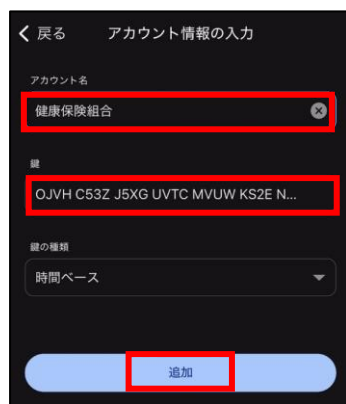 戻る アカウント情報の入力
アカウント名
健康保険組合
鍵
OJVH C53Z J5XG UVTC MVUW KS2E N...
鍵の種類
時間ベース
追加